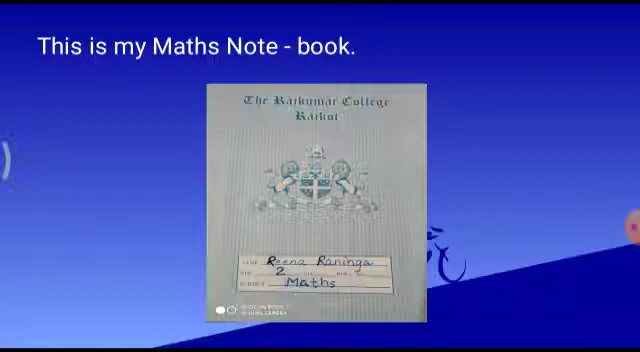 This is my Maths Note - book.
The Rajkumar College
Rajkot
Reena Raninga
2
Maths